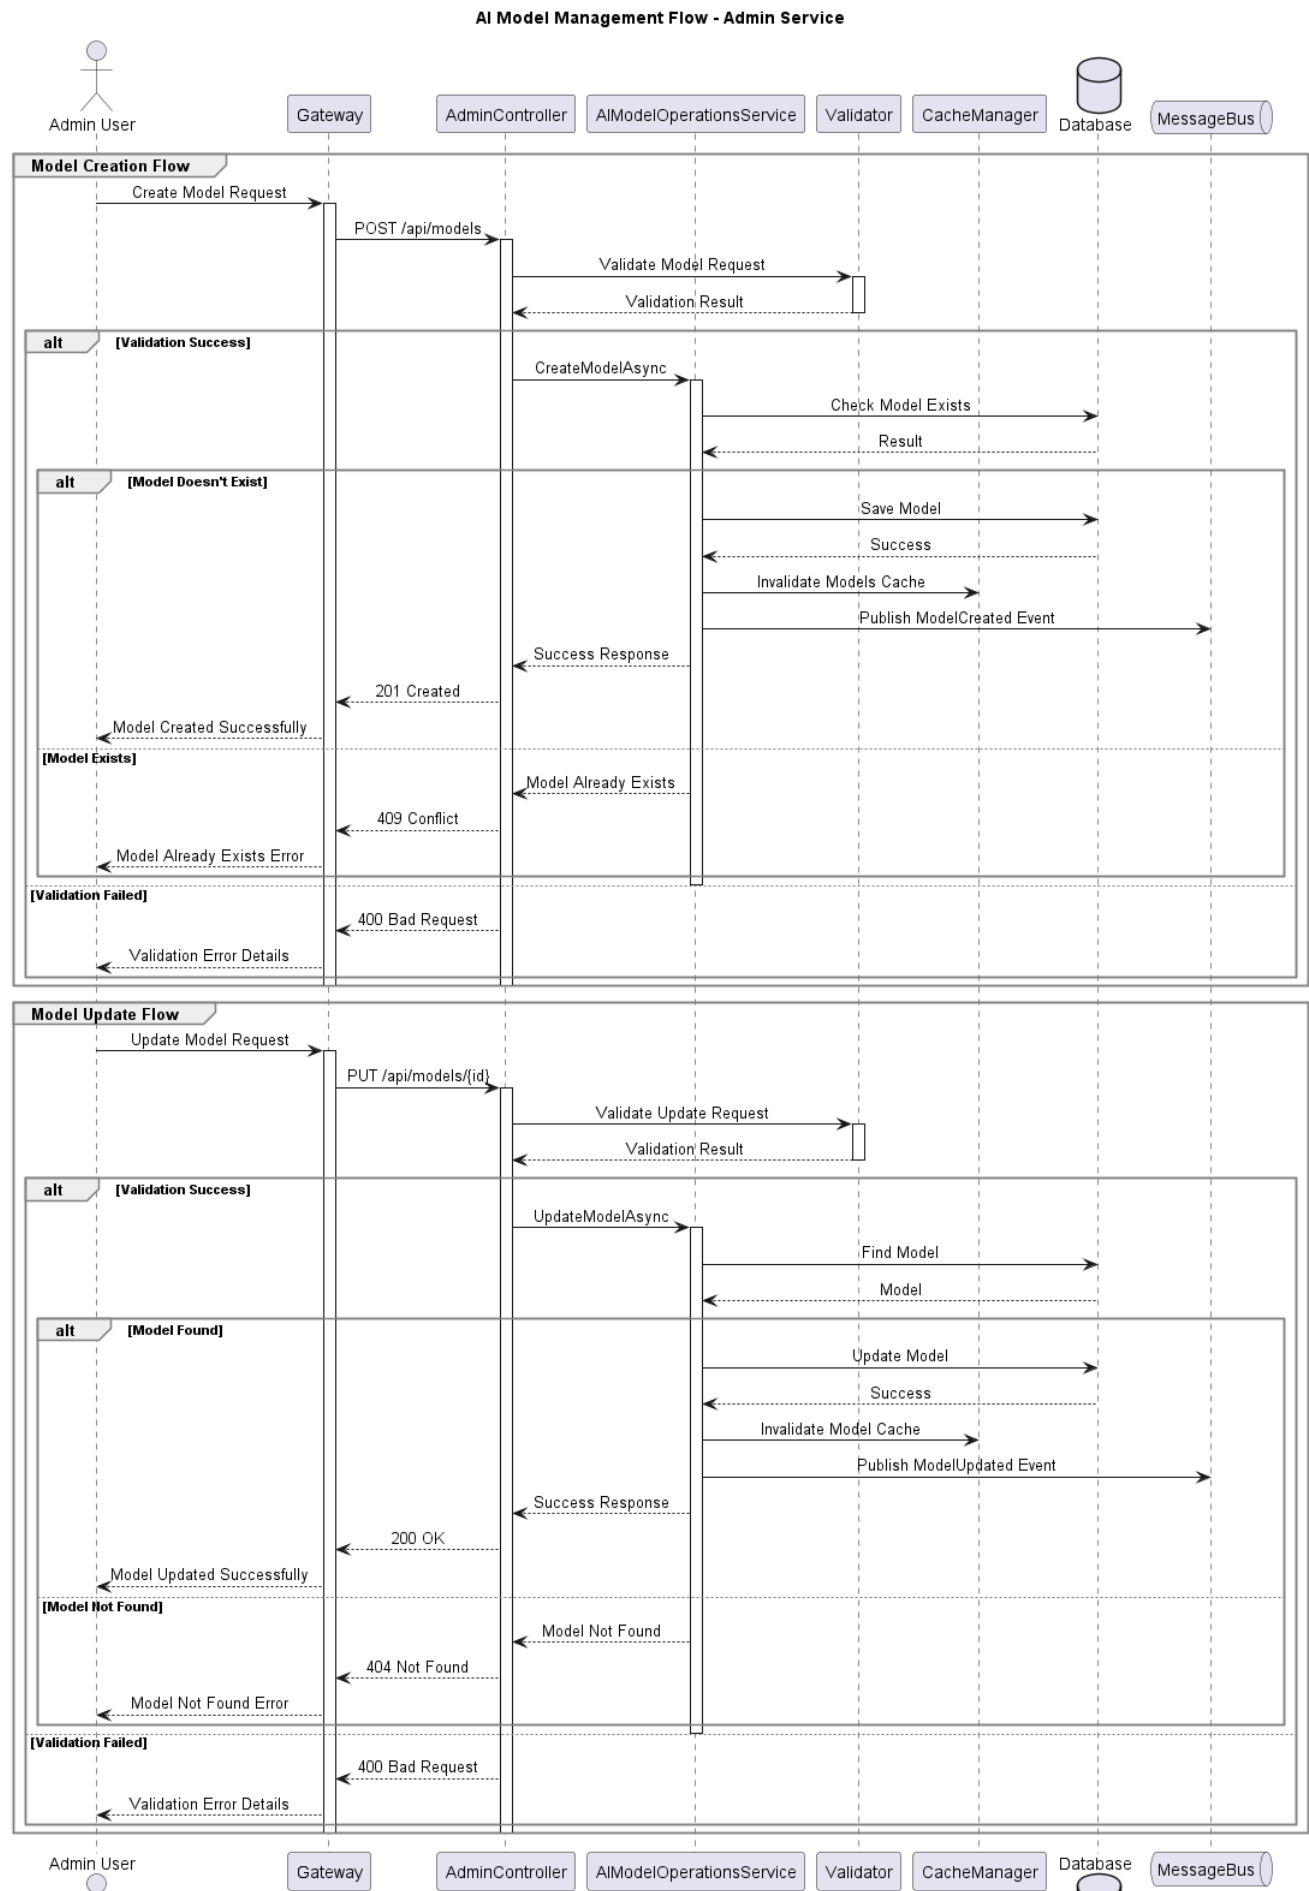 AI Model Management Flow - Admin Service
Admin User
Gateway
AdminController
AIModelOperationsService
Validator
CacheManager
Database
MessageBus
Model Creation Flow
Create Model Request
POST /api/models
Validate Model Request
Validation Result
alt [Validation Success]
CreateModelAsync
Check Model Exists
Result
alt [Model Doesn't Exist]
Save Model
Success
Invalidate Models Cache
Publish ModelCreated Event
Success Response
201 Created
Model Created Successfully
[Model Exists]
Model Already Exists
409 Conflict
Model Already Exists Error
[Validation Failed]
400 Bad Request
Validation Error Details
Model Update Flow
Update Model Request
PUT /api/models/{id}
Validate Update Request
Validation Result
alt [Validation Success]
UpdateModelAsync
Find Model
Model
alt [Model Found]
Update Model
Success
Invalidate Model Cache
Publish ModelUpdated Event
Success Response
200 OK
Model Updated Successfully
[Model Not Found]
Model Not Found
404 Not Found
Model Not Found Error
[Validation Failed]
400 Bad Request
Validation Error Details
Admin User
Gateway
AdminController
AIModelOperationsService
Validator
CacheManager
Database
MessageBus